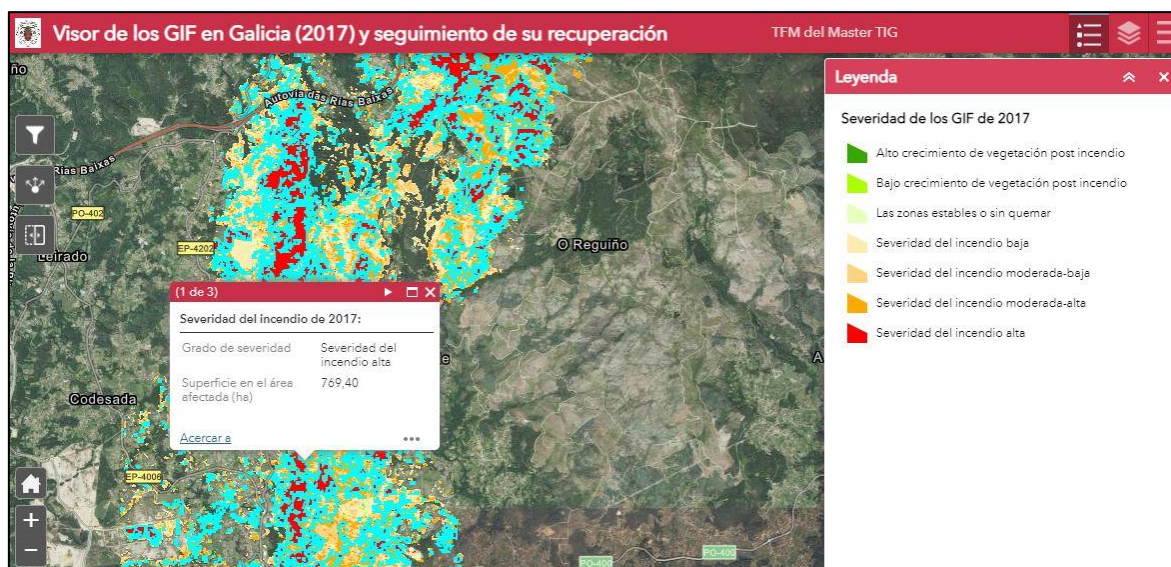 Visor de los GIF en Galicia (2017) y seguimiento de su recuperación
TFM del Master TIG
ño
Autovía das Rías Baixas
Rías Baixas
PO-402
EP-4202
Leirado
O Reguiño
(1 de 3)
Severidad del incendio de 2017:
Grado de severidad
Severidad del
incendio alta
Superficie en el área
afectada (ha)
769,40
Acercar a
e
A
Codesada
EP-4006
+
−
PO-400
PO-400
Leyenda
Severidad de los GIF de 2017
Alto crecimiento de vegetación post incendio
Bajo crecimiento de vegetación post incendio
Las zonas estables o sin quemar
Severidad del incendio baja
Severidad del incendio moderada-baja
Severidad del incendio moderada-alta
Severidad del incendio alta